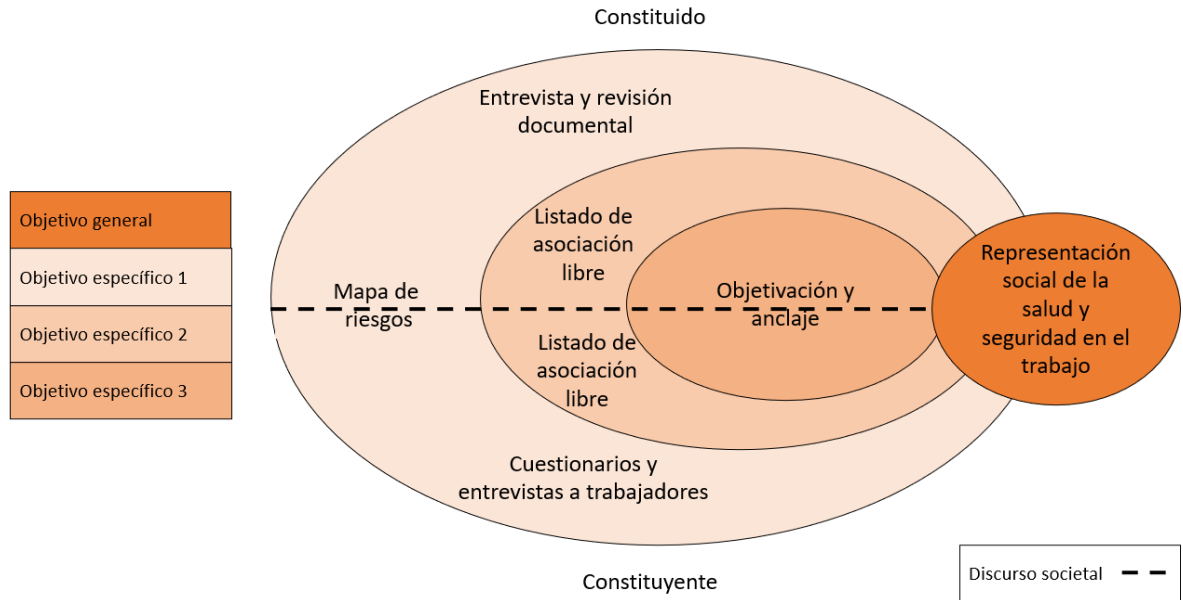 Constituido
Entrevista y revisión
documental
Objetivo general
Objetivo específico 1
Objetivo específico 2
Objetivo específico 3
Listado de
asociación
libre
Mapa de
riesgos
Objetivación y
anclaje
Representación
social de la
salud y
seguridad en el
trabajo
Listado de
asociación
libre
Cuestionarios y
entrevistas a trabajadores
Constituyente
Discurso societal